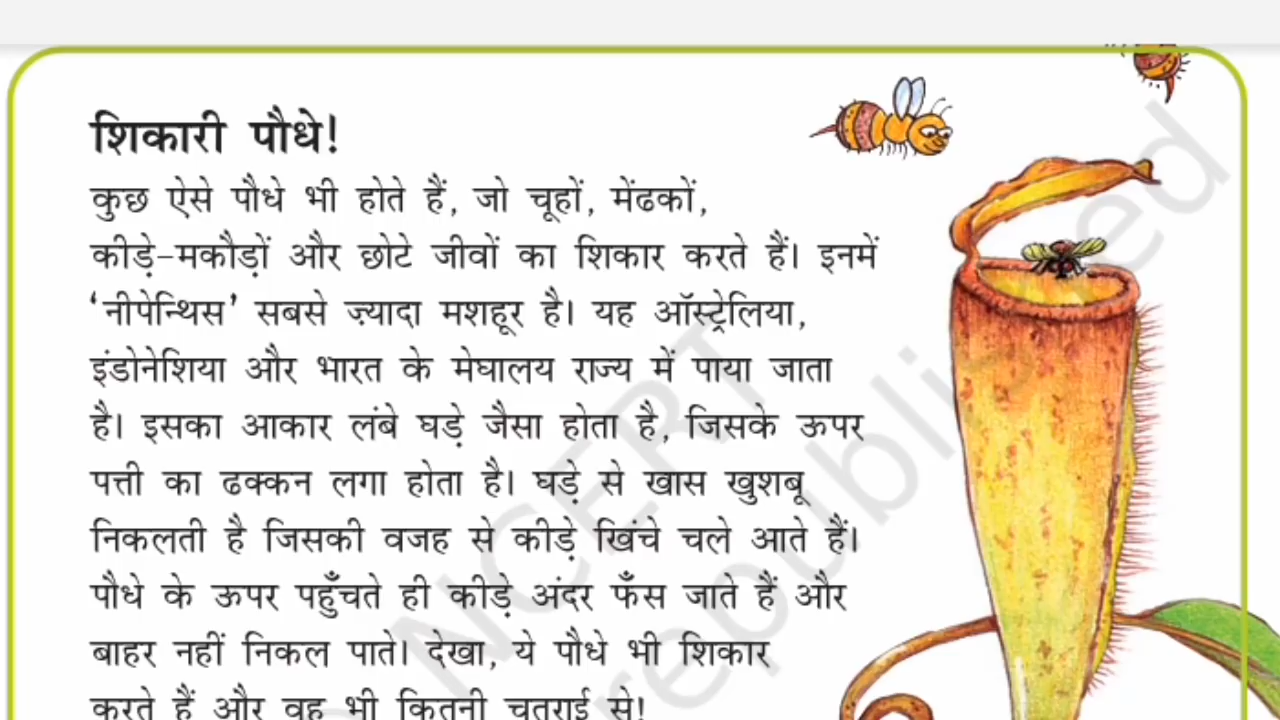 शिकारी पौधे!
कुछ ऐसे पौधे भी होते हैं, जो चूहों, मेंढकों,
कीड़े-मकौड़ों और छोटे जीवों का शिकार करते हैं। इनमें
‘नीपेन्थिस’ सबसे ज़्यादा मशहूर है। यह ऑस्ट्रेलिया,
इंडोनेशिया और भारत के मेघालय राज्य में पाया जाता
है। इसका आकार लंबे घड़े जैसा होता है, जिसके ऊपर
पत्ती का ढक्कन लगा होता है। घड़े से खास खुशबू
निकलती है जिसकी वजह से कीड़े खिंचे चले आते हैं।
पौधे के ऊपर पहुँचते ही कीड़े अंदर फँस जाते हैं और
बाहर नहीं निकल पाते। देखा, ये पौधे भी शिकार
करते हैं और वह भी कितनी चतुराई से!
NCERT
republished